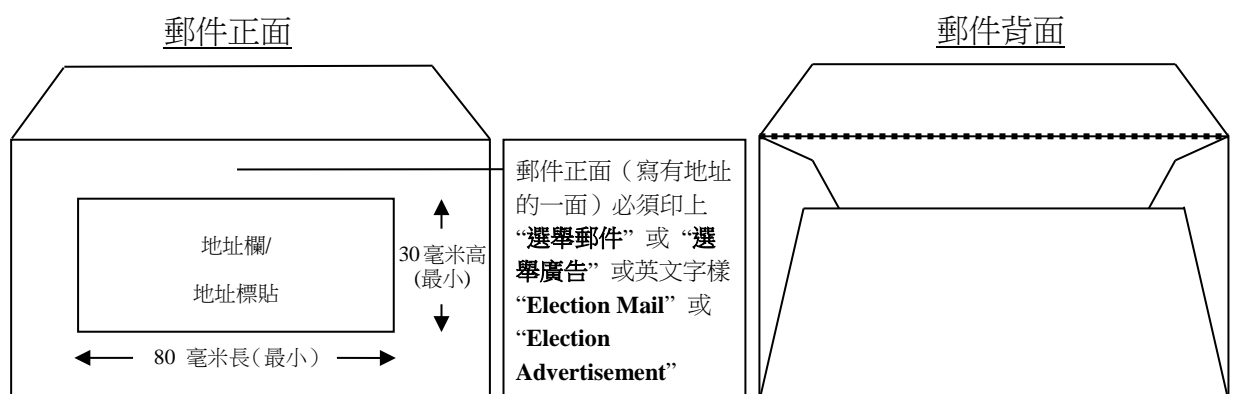 郵件正面
郵件背面
地址欄/
地址標貼
30毫米高
(最小)
80 毫米長(最小)
郵件正面(寫有地址
的一面)必須印上
“選舉郵件” 或 “選
舉廣告” 或英文字樣
“Election Mail” 或
“Election
Advertisement”